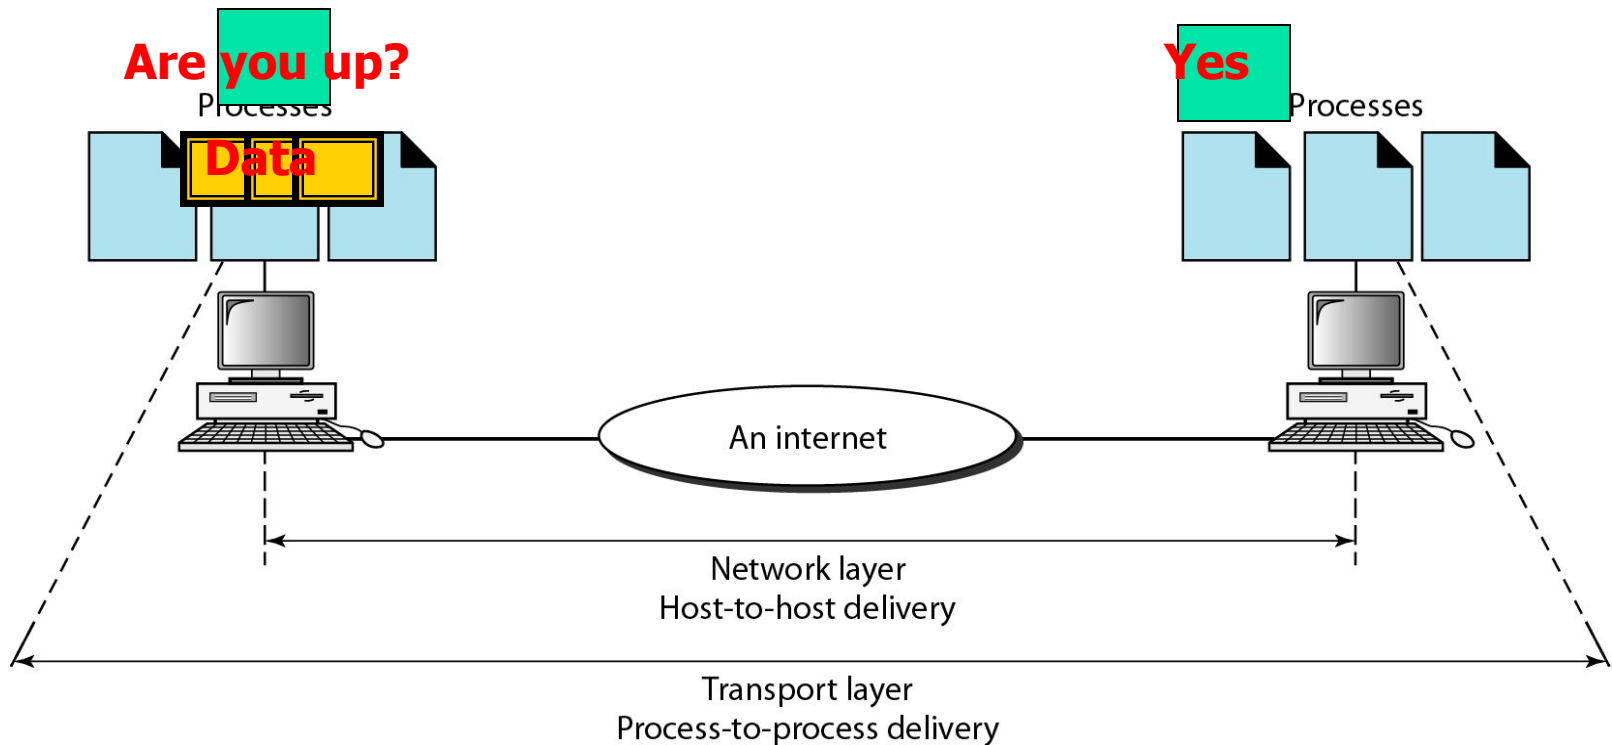 Are you up?
Yes
Processes
Processes
Data
An internet
Network layer
Host-to-host delivery
Transport layer
Process-to-process delivery